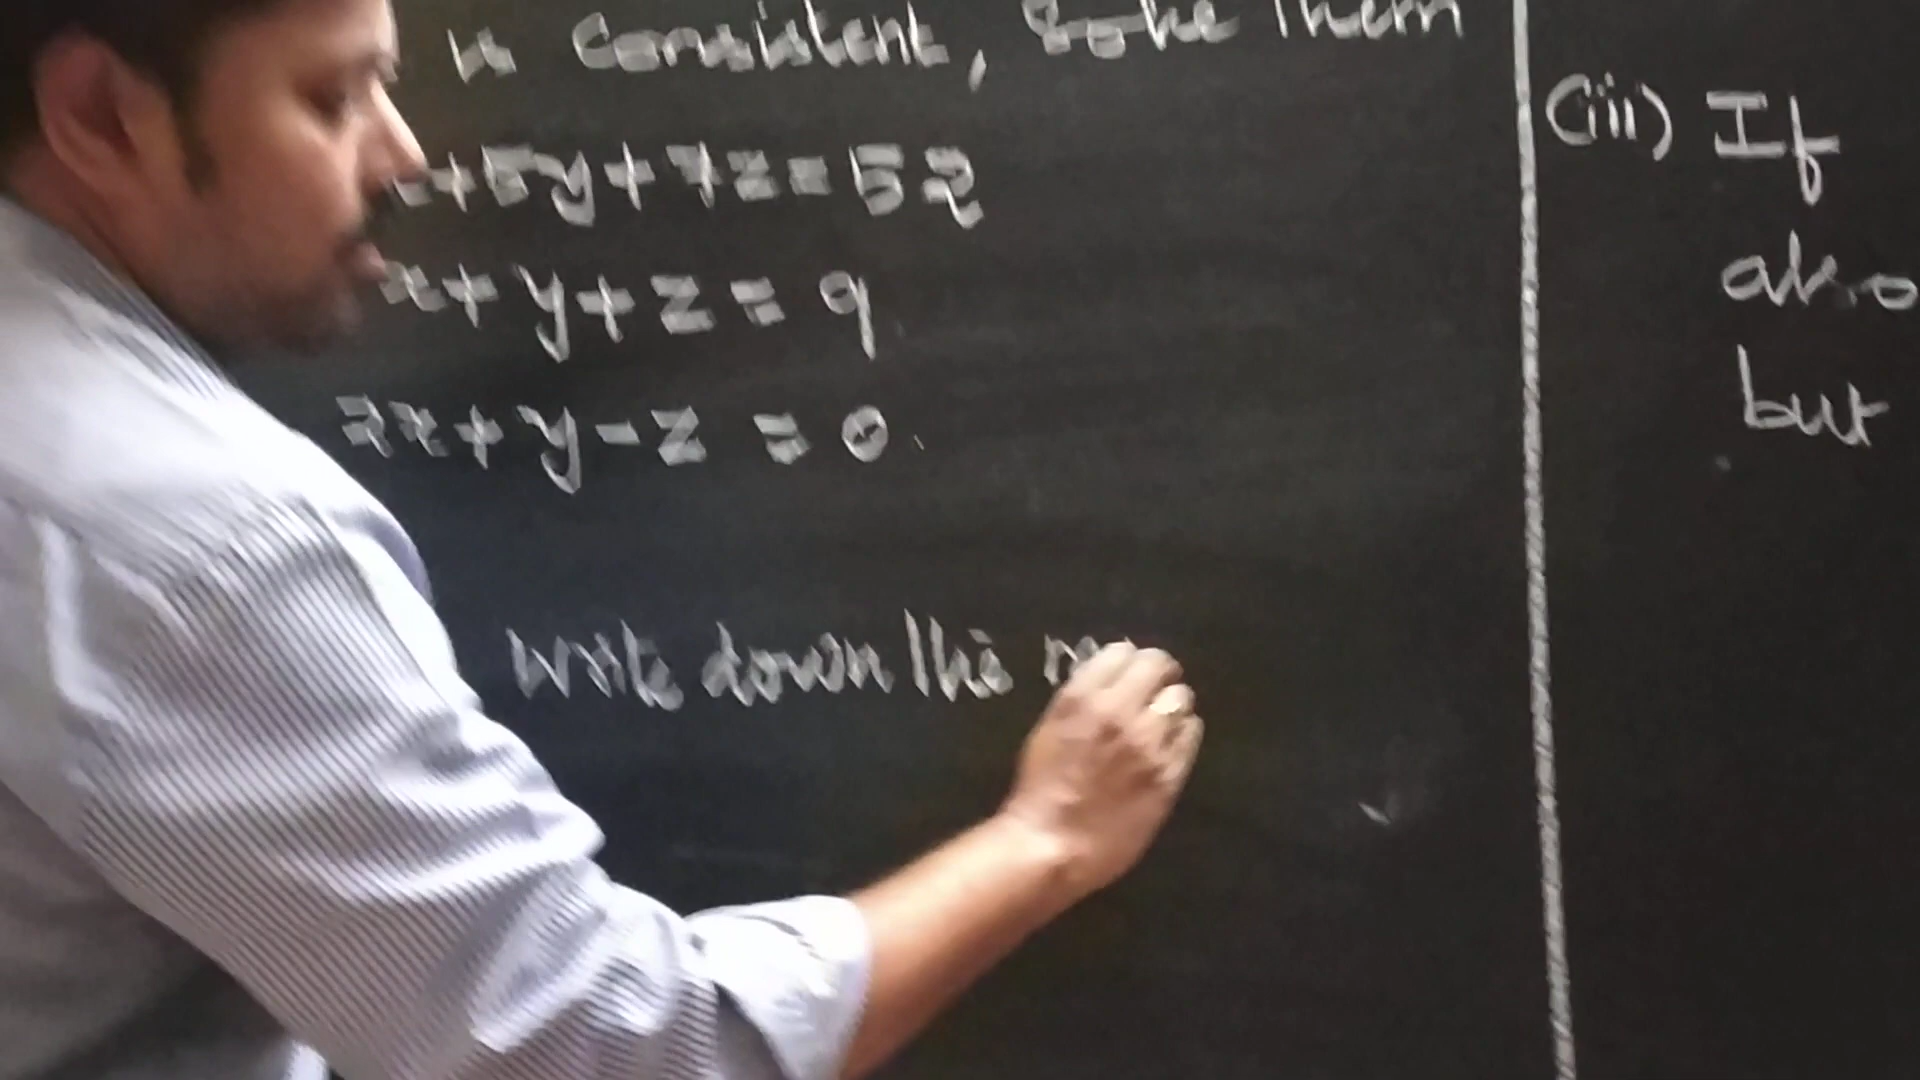 is consistent, solve them
x+5y+7z=52
x+y+z=9
2x+y-z=0.
write down the
(iii) If
also
but